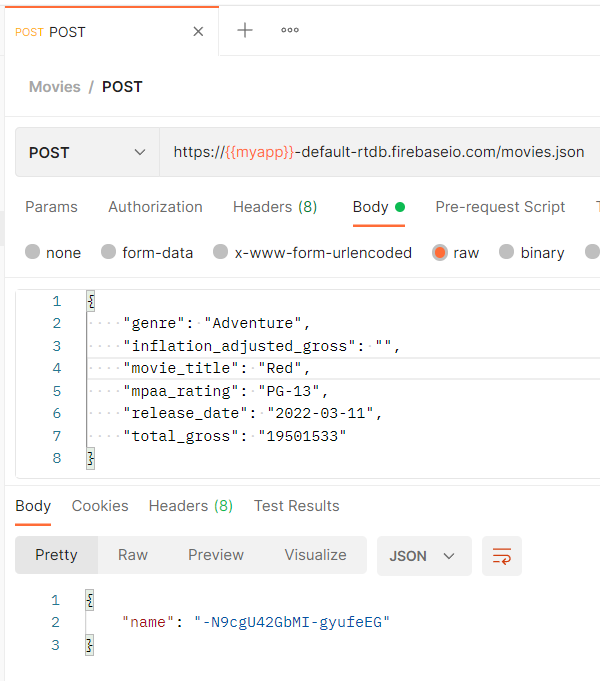 POST POST
Movies / POST
POST https://{{myapp}}-default-rtdb.firebaseio.com/movies.json
Params Authorization Headers (8) Body Pre-request Script
none form-data x-www-form-urlencoded raw binary
1 {
2 "genre": "Adventure",
3 "inflation_adjusted_gross": "",
4 "movie_title": "Red",
5 "mpaa_rating": "PG-13",
6 "release_date": "2022-03-11",
7 "total_gross": "19501533"
8 }
Body Cookies Headers (8) Test Results
Pretty Raw Preview Visualize JSON
1 {
2 "name": "-N9cgU42GbMI-gyufeEG"
3 }